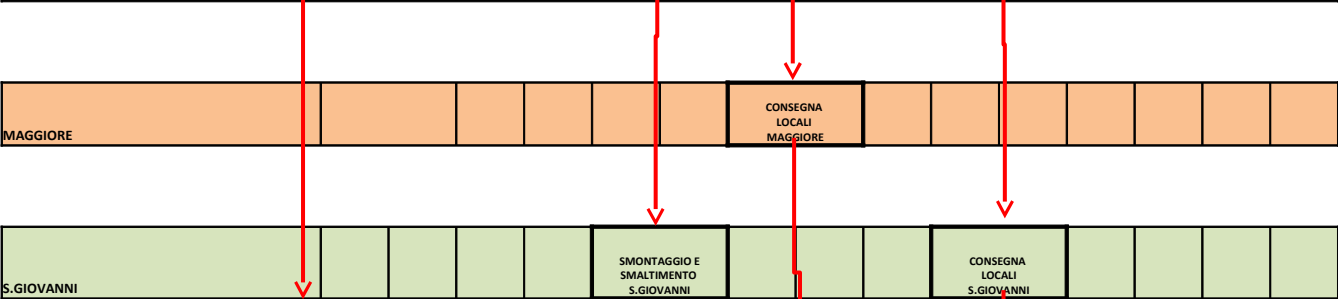 MAGGIORE
CONSEGNA
LOCALI
MAGGIORE
S.GIOVANNI
SMONTAGGIO E
SMALTIMENTO
S.GIOVANNI
CONSEGNA
LOCALI
S.GIOVANNI